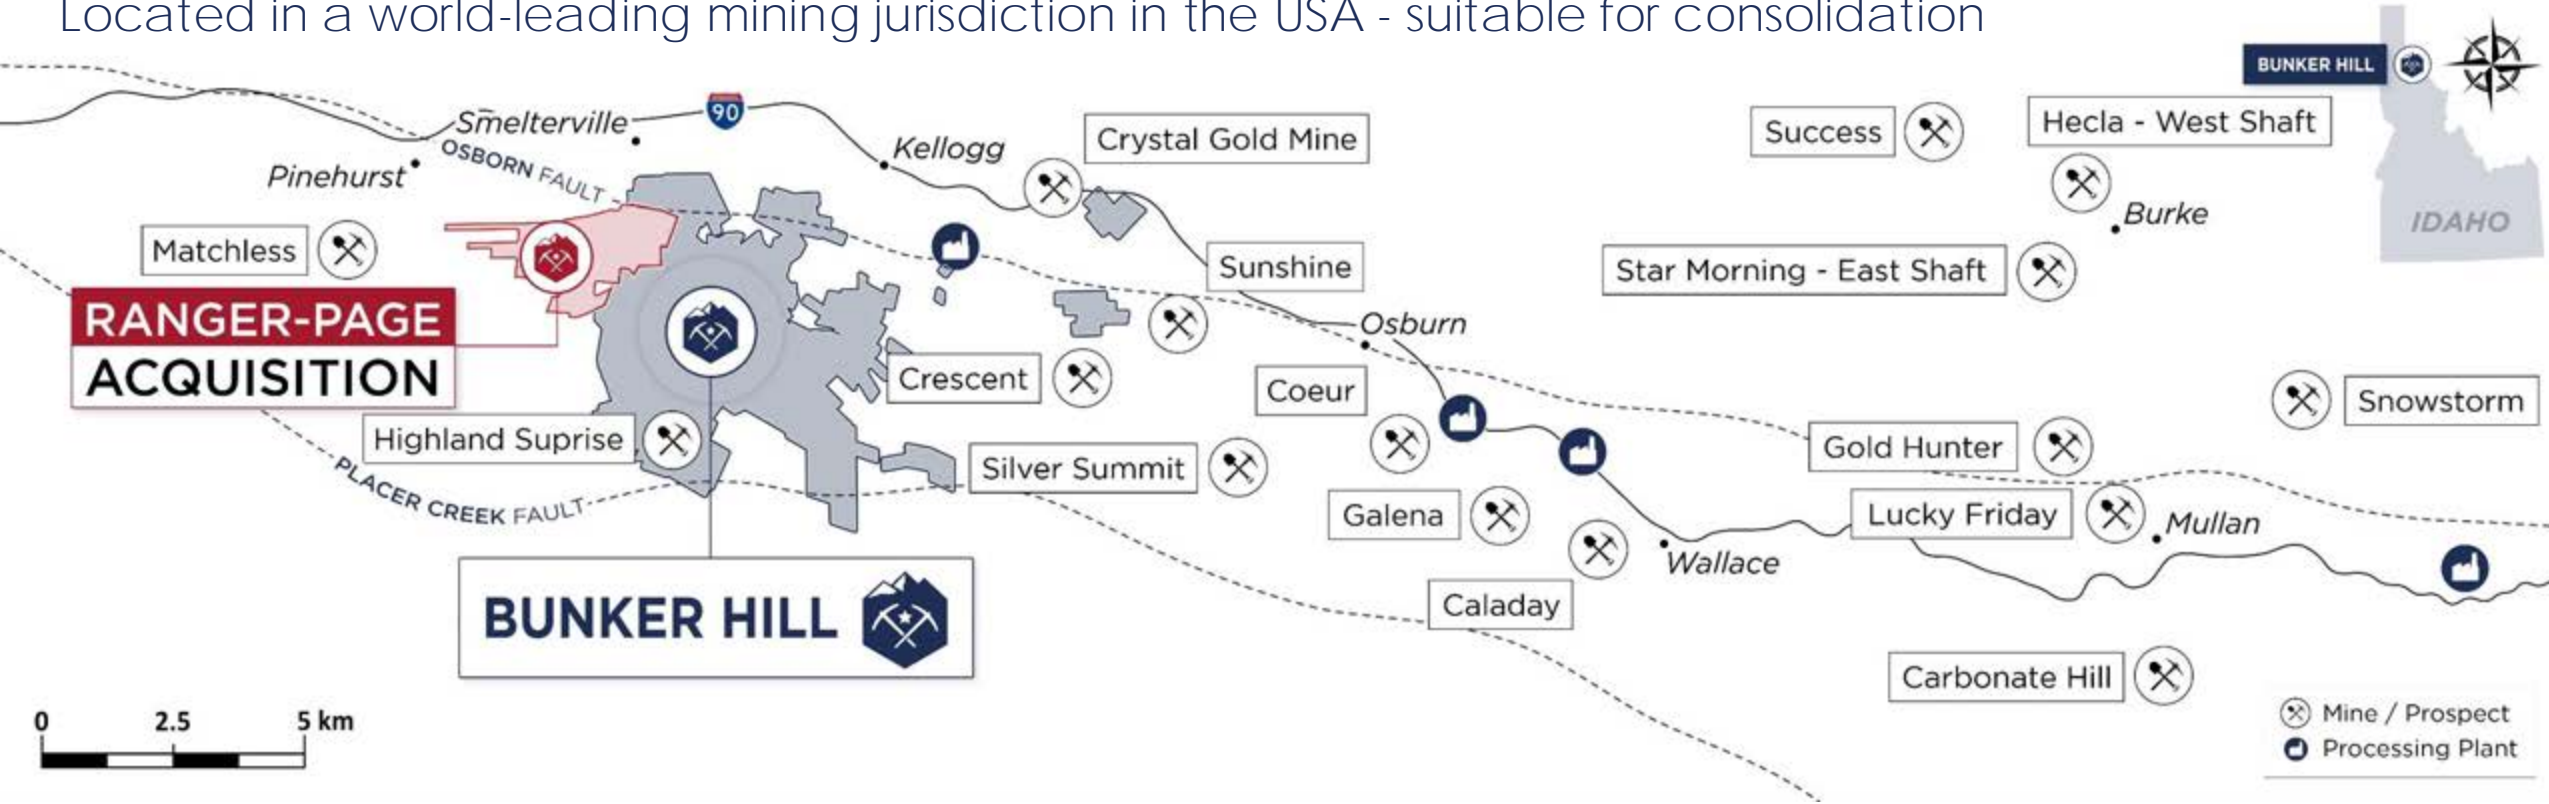 Located in a world-leading mining jurisdiction in the USA - suitable for consolidation
BUNKER HILL
IDAHO
90
Smelterville
Pinehurst
OSBORN FAULT
Kellogg
Crystal Gold Mine
Success
Hecla - West Shaft
Burke
Matchless
Sunshine
Star Morning - East Shaft
RANGER-PAGE
ACQUISITION
Osburn
Crescent
Coeur
Snowstorm
Highland Suprise
Silver Summit
Gold Hunter
PLACER CREEK FAULT
Galena
Lucky Friday
Mullan
Wallace
BUNKER HILL
Caladay
Carbonate Hill
0 2.5 5 km
Mine / Prospect
Processing Plant